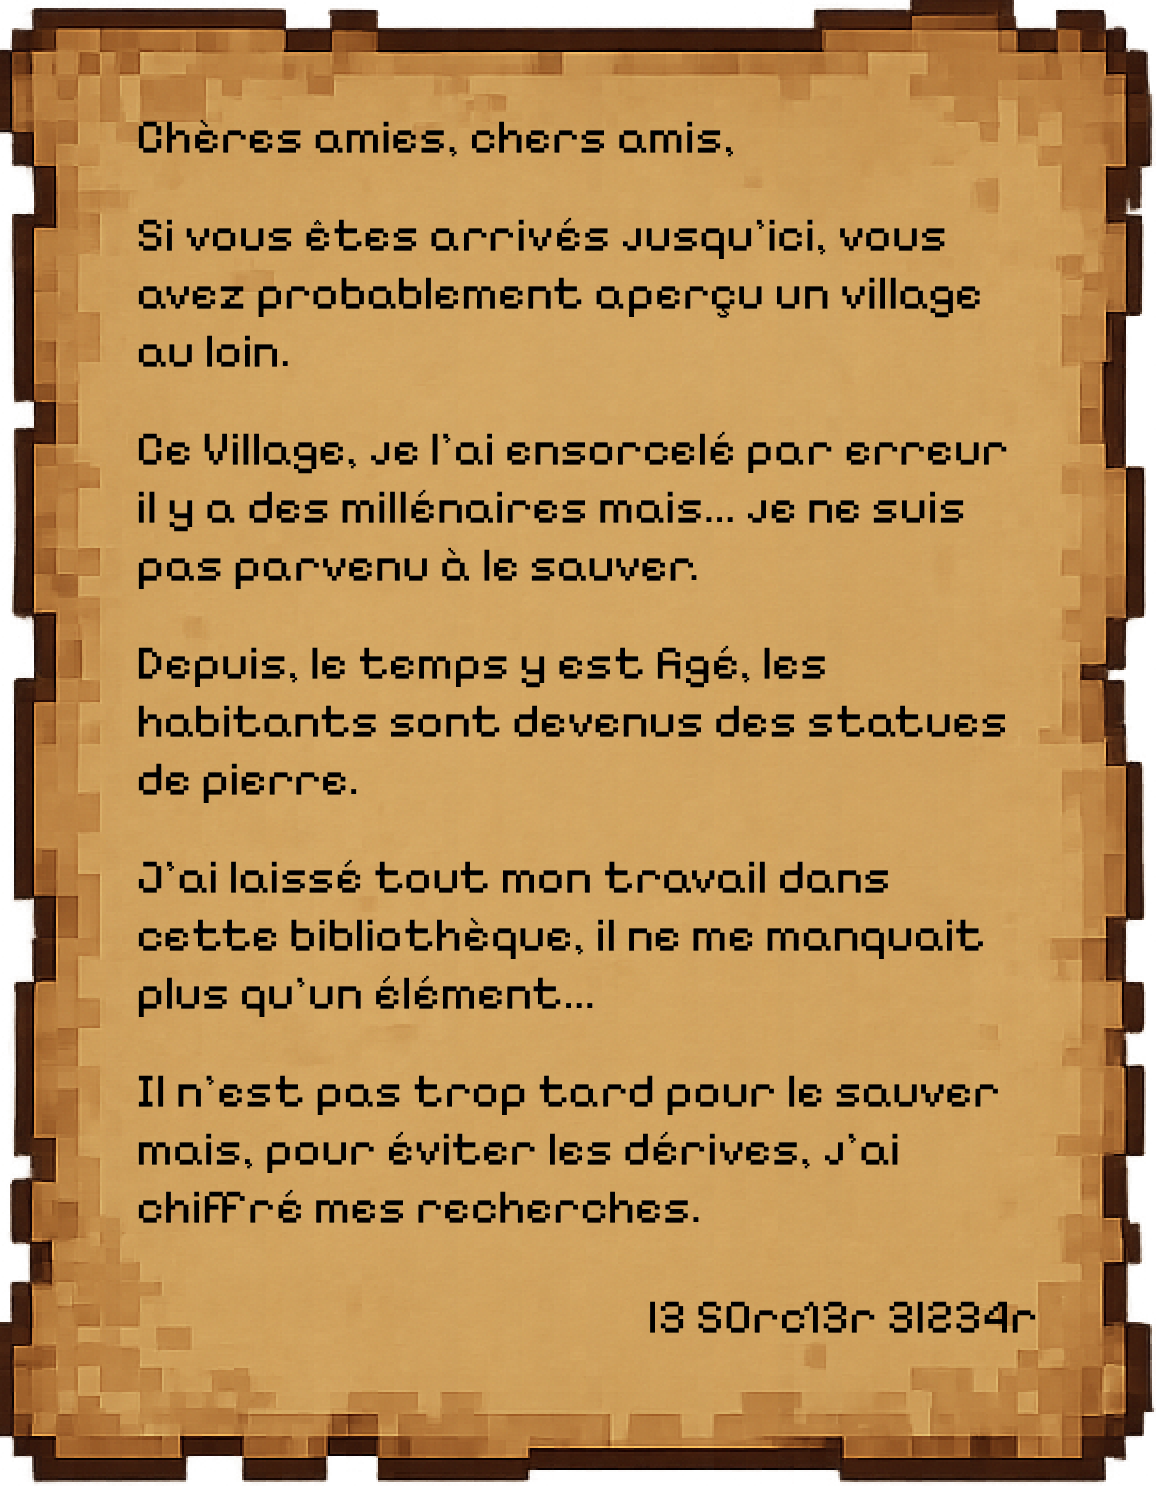 Chères amies, chers amis,
Si vous êtes arrivés jusqu'ici, vous
avez probablement aperçu un village
au loin.
Ce Village, je l'ai ensorcelé par erreur
il y a des millénaires mais... je ne suis
pas parvenu à le sauver.
Depuis, le temps y est figé, les
habitants sont devenus des statues
de pierre.
J'ai laissé tout mon travail dans
cette bibliothèque, il ne me manquait
plus qu'un élément...
Il n'est pas trop tard pour le sauver
mais, pour éviter les dérives, j'ai
chiffré mes recherches.
l3 S0rc13r 3l234r